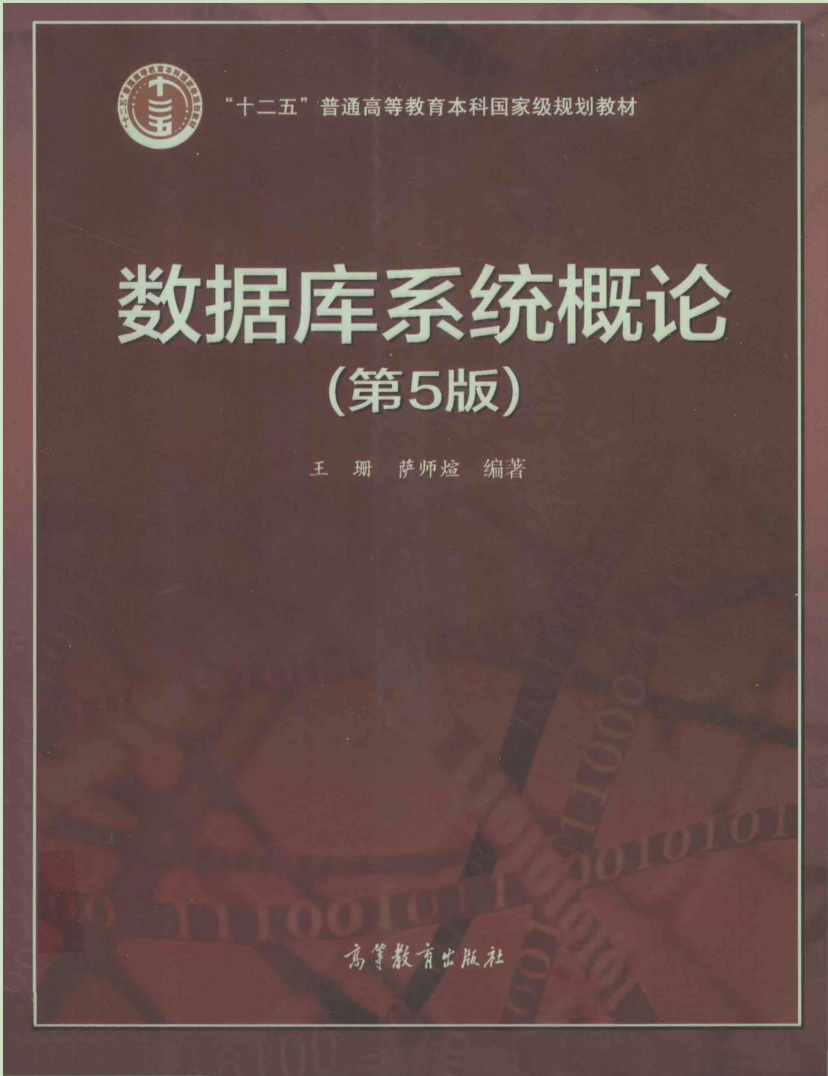 “十二五”普通高等教育本科国家级规划教材
数据库系统概论
(第5版)
王 珊 萨师煊 编著
高等教育出版社